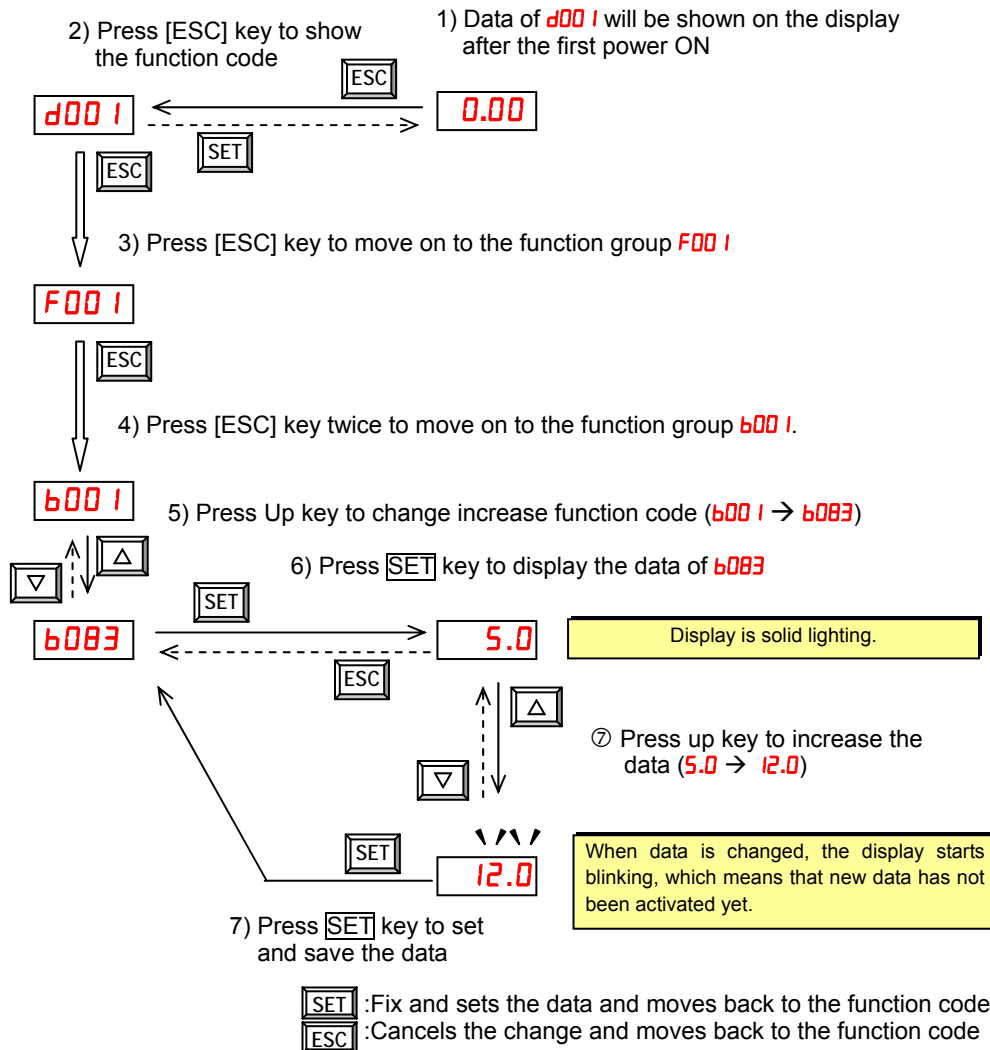 1) Data of d001 will be shown on the display
after the first power ON
2) Press [ESC] key to show
the function code
ESC
d001
0.00
SET
ESC
3) Press [ESC] key to move on to the function group F001
F001
ESC
4) Press [ESC] key twice to move on to the function group b001.
b001
5) Press Up key to change increase function code (b001 → b083)
△
▽
6) Press SET key to display the data of b083
SET
b083
5.0
Display is solid lighting.
ESC
△
⑦ Press up key to increase the
data (5.0 → 12.0)
▽
SET
12.0
When data is changed, the display starts
blinking, which means that new data has not
been activated yet.
7) Press SET key to set
and save the data
SET :Fix and sets the data and moves back to the function code
ESC :Cancels the change and moves back to the function code